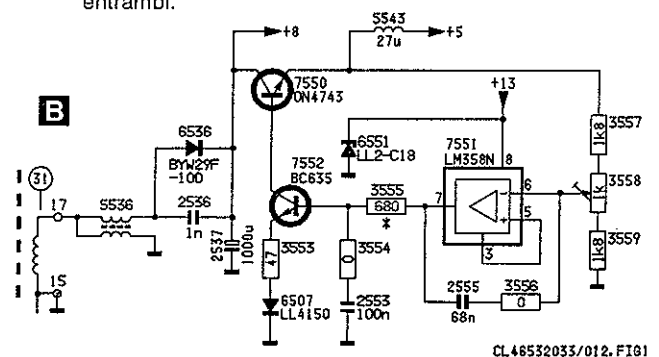 entrambi.
+8
5543
27u
+5
7550
ON4743
+13
B
6536
BYW29F
-100
7552
BC635
6551
LL2-C18
7551
LM358N
8
3557
1k8
31
17
5536
2536
1n
3555
680
*
7
6
5
3
3558
1k
2537
1000u
3553
47
3554
0
3559
1k8
15
6507
LL4150
2553
100n
2555
68n
3556
0
CL46532033/012.FIG1